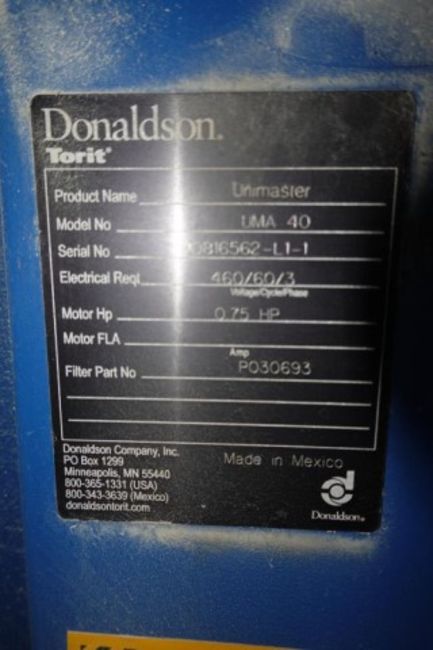 Donaldson.
Torit®
Product Name Unimaster
Model No UMA 40
Serial No 0816562-L1-1
Electrical Reqt 460/60/3
Voltage/Cycle/Phase
Motor Hp 0.75 HP
Motor FLA
Amp
Filter Part No P030693
Donaldson Company, Inc.
PO Box 1299
Minneapolis, MN 55440
800-365-1331 (USA)
800-343-3639 (Mexico)
donaldsontorit.com
Made in Mexico
Donaldson®